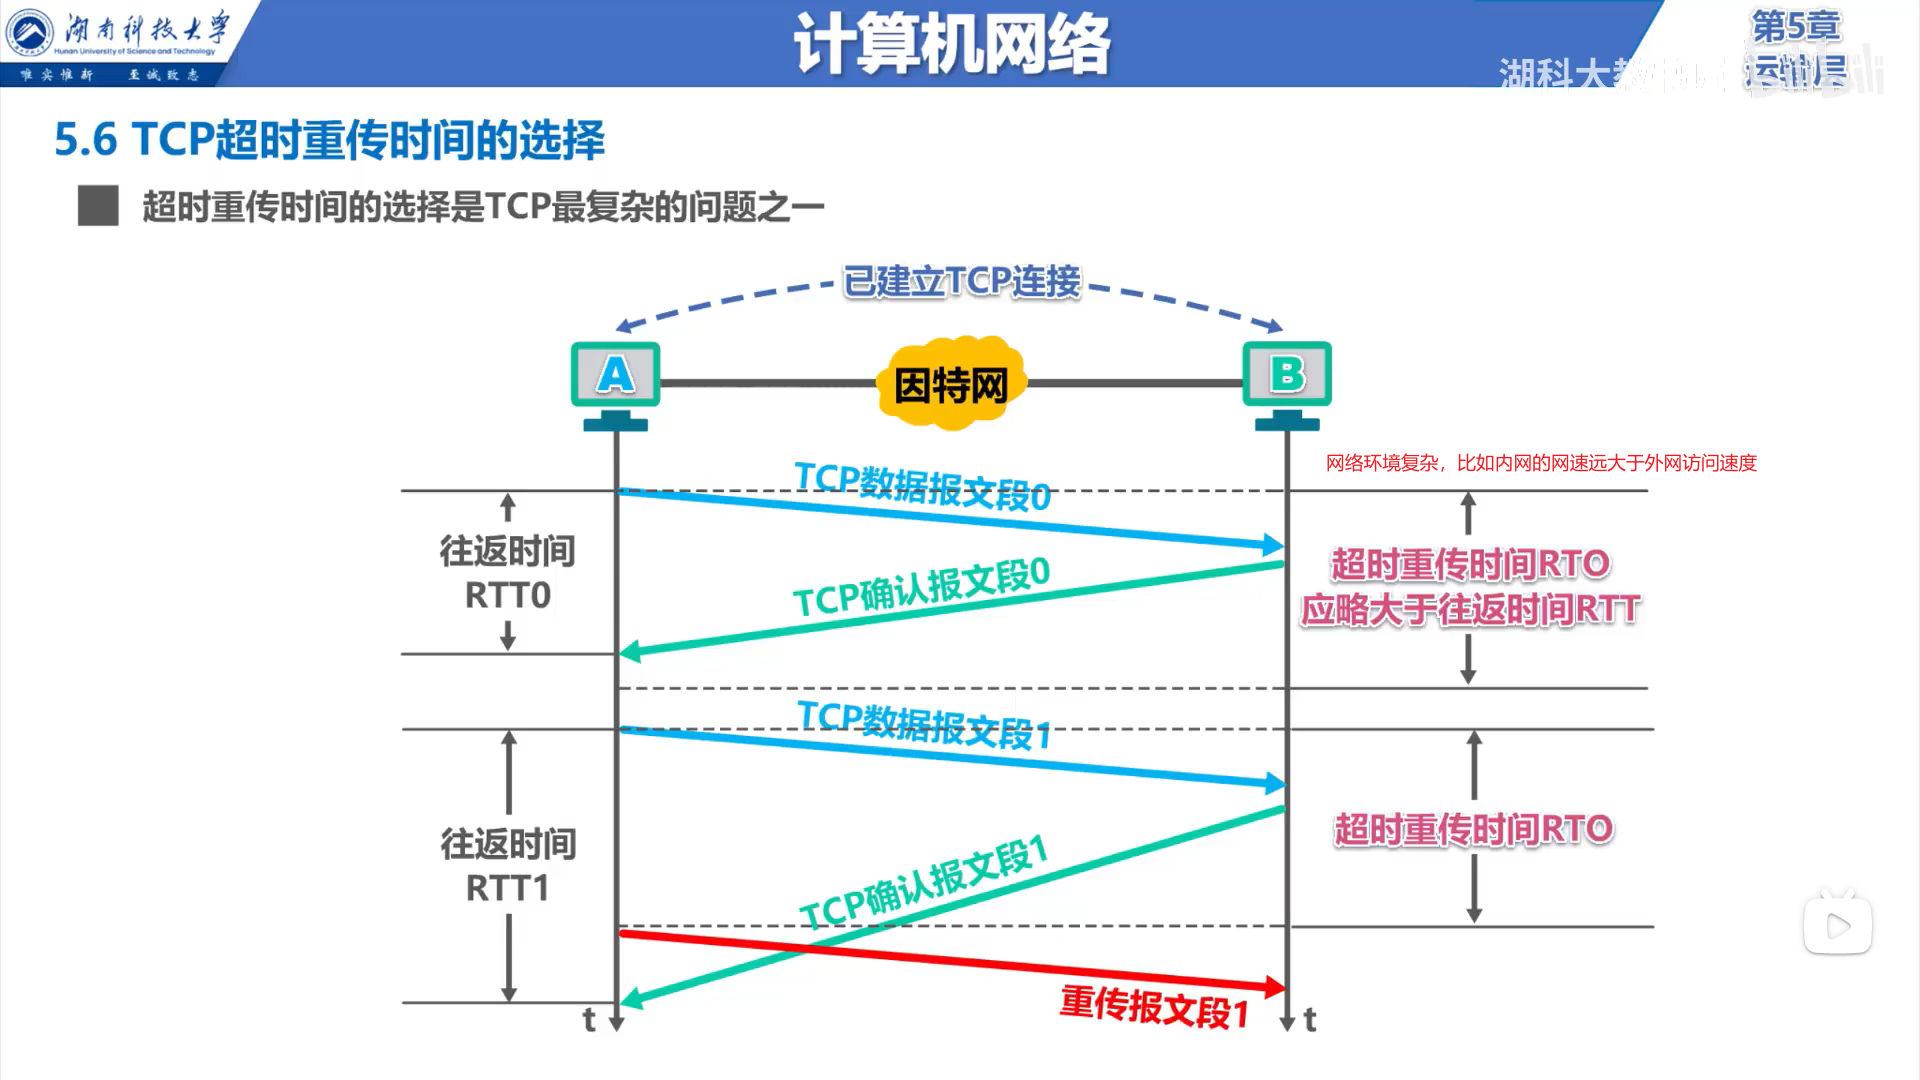 湖南科技大学
Hunan University of Science and Technology
唯实惟新 至诚致志
计算机网络
第5章
运输层
湖科大教
5.6 TCP超时重传时间的选择
超时重传时间的选择是TCP最复杂的问题之一
已建立TCP连接
A
因特网
B
网络环境复杂，比如内网的网速远大于外网访问速度
TCP数据报文段0
往返时间
RTT0
TCP确认报文段0
超时重传时间RTO
应略大于往返时间RTT
TCP数据报文段1
往返时间
RTT1
TCP确认报文段1
超时重传时间RTO
重传报文段1
t
t